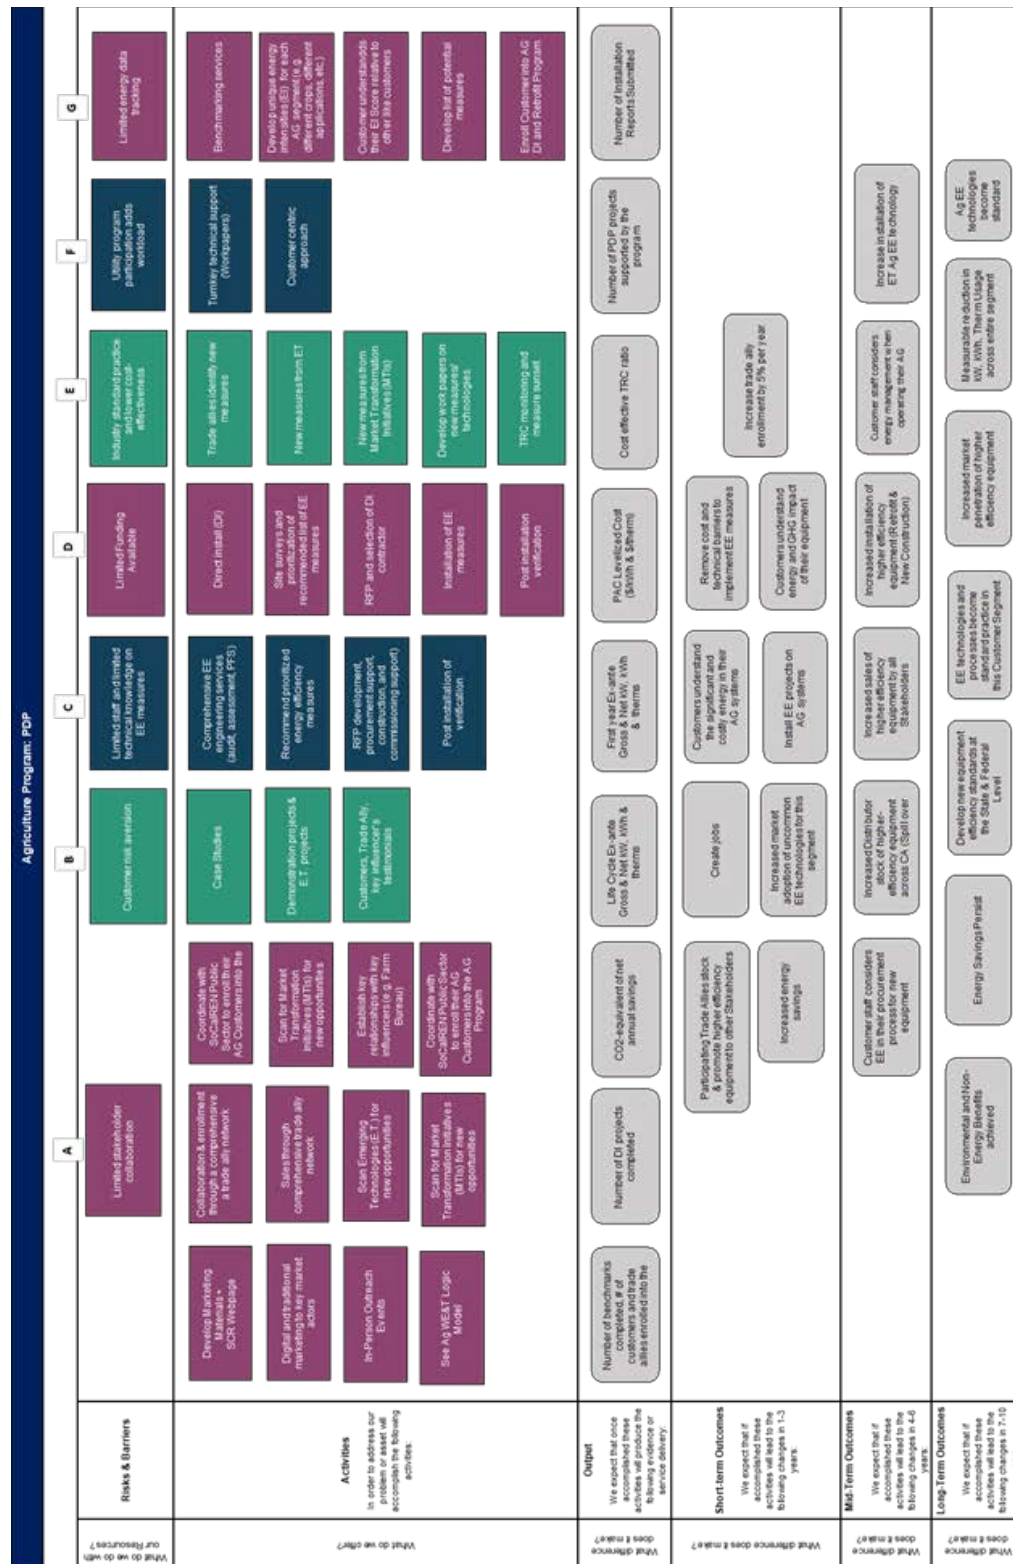 Agriculture Program: PDP
A
B
C
D
E
F
G
What do we do with
our Resources?
Risks & Barriers
Limited stakeholder
collaboration
Customer risk aversion
Limited staff and limited
technical knowledge on
EE measures
Limited Funding
Available
Industry standard practice
and lower cost-
effectiveness
Utility program
participation adds
workload
Limited energy data
tracking
What do we offer?
Activities
In order to address our
problem or asset will
accomplish the following
activities:
Develop Marketing
Materials +
SCR Webpage
Collaboration & enrollment
through a comprehensive
a trade ally network
Coordinate with
SoCalREN Public
Sector to enroll their
AG Customers into the
Case Studies
Comprehensive EE
engineering services
(audit, assessment, PFS)
Direct install (DI)
Trade allies identify new
measures
Turnkey technical support
(Workpapers)
Benchmarking services
Digital and traditional
marketing to key market
actors
Sales through
comprehensive trade ally
network
Scan for Market
Transformation
Initiatives (MTIs) for
new opportunities
Demonstration projects &
E.T. projects
Recommend prioritized
energy efficiency
measures
Site surveys and
prioritization of
recommended list of EE
measures
New measures from ET
Customer centric
approach
Develop unique energy
intensities (EI) for each
AG segment (e.g.
different crops, different
applications, etc.)
In-Person Outreach
Events
Scan Emerging
Technologies (E.T.) for
new opportunities
Establish key
relationships with key
influencers (e.g. Farm
Bureau)
Customers, Trade Ally,
key influencer's
testimonials
RFP development,
procurement support,
construction, and
commissioning support)
RFP and selection of DI
contractor
New measures from
Market Transformation
Initiatives (MTIs)
Customer understands
their EI Score relative to
other like customers
See Ag WE&T Logic
Model
Scan for Market
Transformation Initiatives
(MTIs) for new
opportunities
Coordinate with
SoCalREN Public Sector
to enroll their AG
Customers into the AG
Program
Post installation of
verification
Installation of EE
measures
Develop work papers on
new measures/
technologies
Develop list of potential
measures
Post installation
verification
TRC monitoring and
measure sunset
Enroll Customer into AG
DI and Retrofit Program.
What difference
does it make?
Output
We expect that once
accomplished these
activities will produce the
following evidence or
service delivery:
Number of benchmarks
completed, # of
customers and trade
allies enrolled into the
Number of DI projects
completed
CO2-equivalent of net
annual savings
Life Cycle Ex-ante
Gross & Net kW, kWh &
therms
First year Ex-ante
Gross & Net kW, kWh
& therms
PAC Levelized Cost
($/kWh & $/therm)
Cost effective TRC ratio
Number of PDP projects
supported by the
program
Number of Installation
Reports Submitted
What difference does it make?
Short-term Outcomes
We expect that if
accomplished these
activities will lead to the
following changes in 1-3
years:
Participating Trade Allies stock
& promote higher efficiency
equipment to other Stakeholders
Create jobs
Customers understand
the significant and
costly energy in their
AG systems
Remove cost and
technical barriers to
implement EE measures
Increase trade ally
enrollment by 5% per year
Increased energy
savings
Increased market
adoption of uncommon
EE technologies for this
segment
Install EE projects on
AG systems
Customers understand
energy and GHG impact
of their equipment
What difference
does it make?
Mid-Term Outcomes
We expect that if
accomplished these
activities will lead to the
following changes in 4-6
years:
Customer staff considers
EE in their procurement
process for new
equipment
Increased Distributor
stock of higher-
efficiency equipment
across CA (Spill over)
Increased sales of
higher efficiency
equipment by all
Stakeholders
Increased installation of
higher efficiency
equipment (Retrofit &
New Construction)
Customer staff considers
energy management when
operating their AG
Increase installation of
ET Ag EE technology
What difference
does it make?
Long-Term Outcomes
We expect that if
accomplished these
activities will lead to the
following changes in 7-10
Environmental and Non-
Energy Benefits
achieved
Energy Savings Persist
Develop new equipment
efficiency standards at
the State & Federal
Level
EE technologies and
processes become
standard practice in
this Customer Segment
Increased market
penetration of higher
efficiency equipment
Measurable reduction in
kW, kWh, Therm Usage
across entire segment
Ag EE
technologies
become
standard